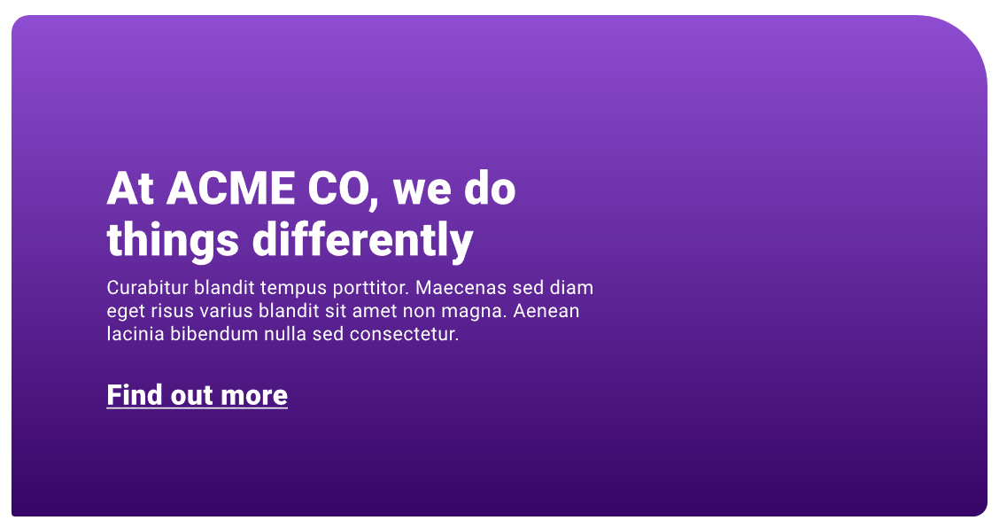 At ACME CO, we do
things differently
Curabitur blandit tempus porttitor. Maecenas sed diam
eget risus varius blandit sit amet non magna. Aenean
lacinia bibendum nulla sed consectetur.
Find out more